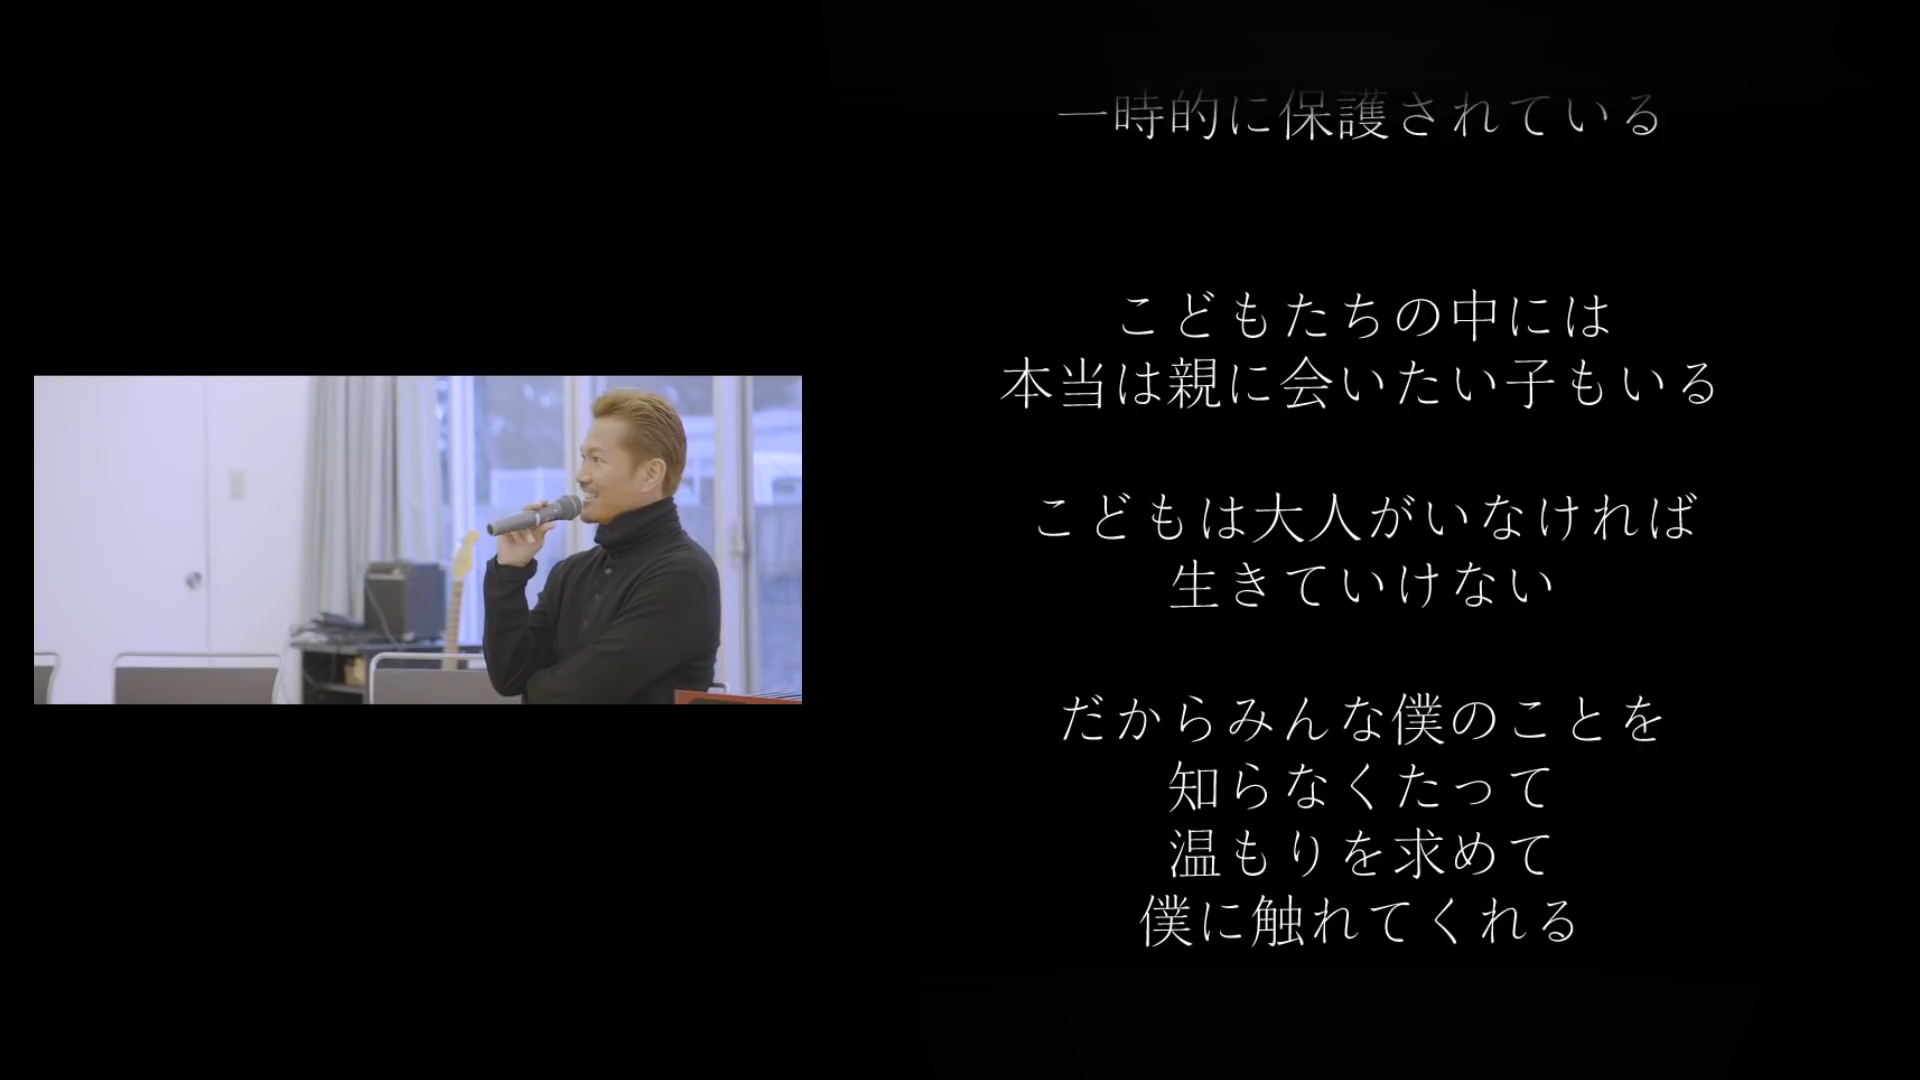 一時的に保護されている
こどもたちの中には
本当は親に会いたい子もいる
こどもは大人がいなければ
生きていけない
だからみんな僕のことを
知らなくたって
温もりを求めて
僕に触れてくれる